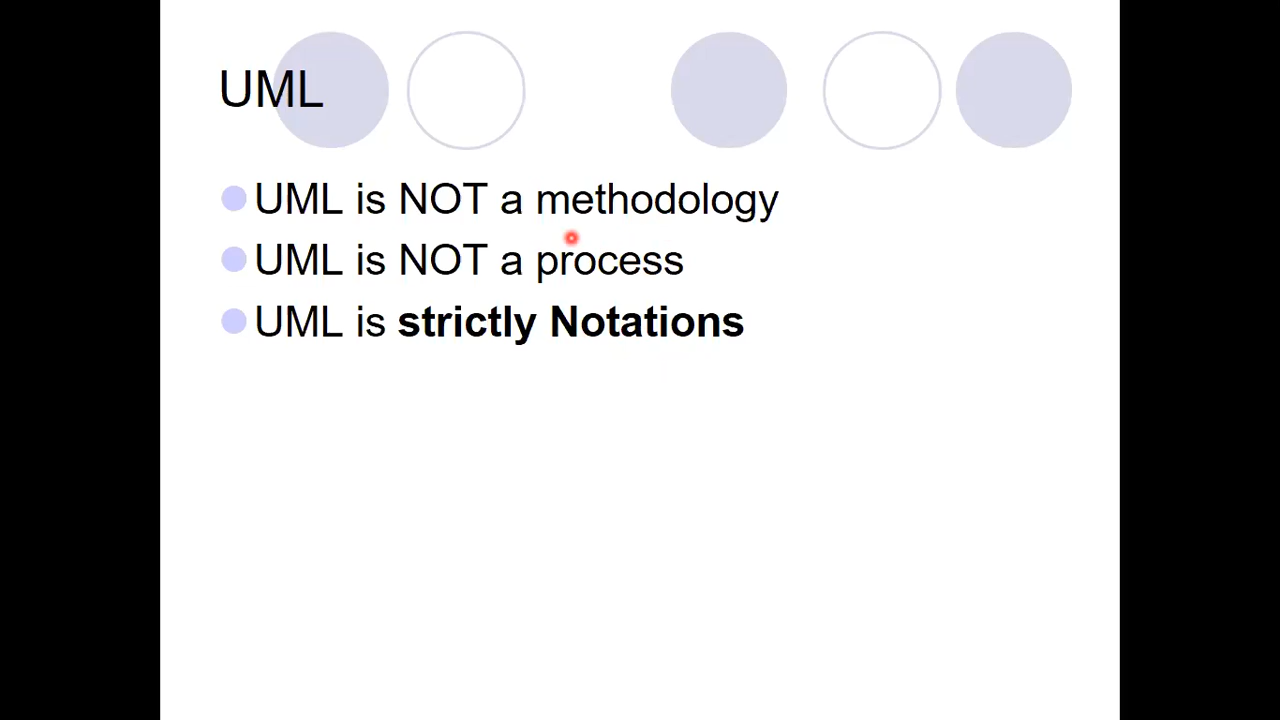 UML
UML is NOT a methodology
UML is NOT a process
UML is strictly Notations